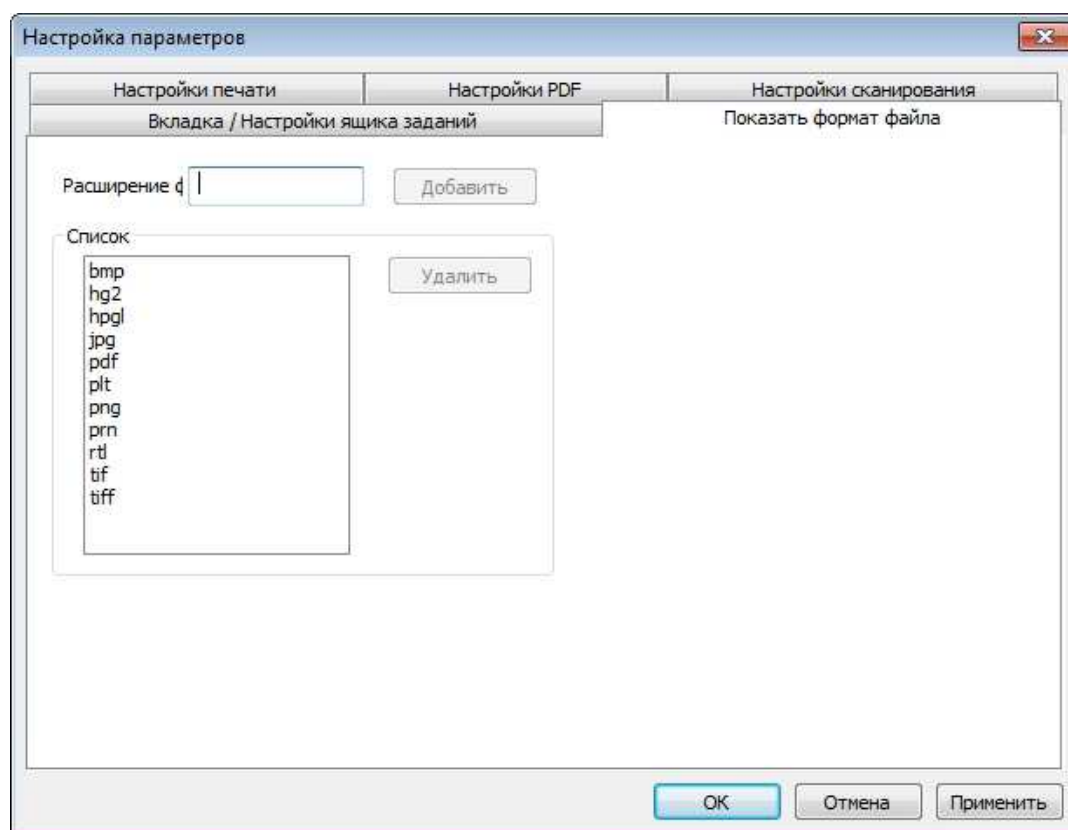 Настройка параметров
Настройки печати Настройки PDF Настройки сканирования
Вкладка / Настройки ящика заданий Показать формат файла
Расширение ф Добавить
Список
bmp Удалить
hg2
hpgl
jpg
pdf
plt
png
prn
rtl
tif
tiff
OK Отмена Применить